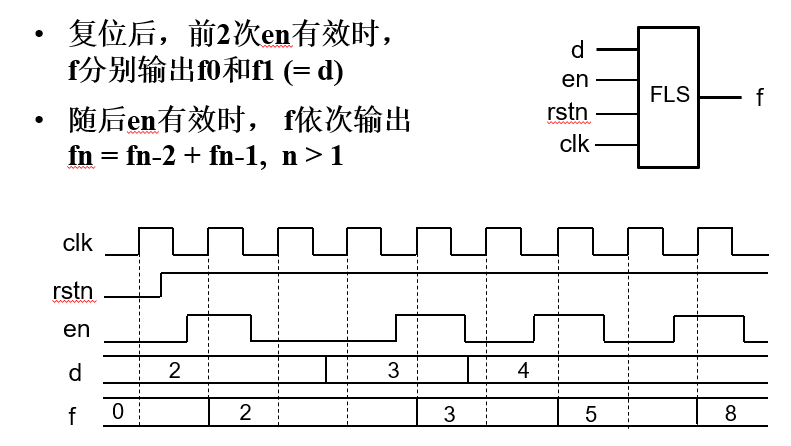 • 复位后，前2次en有效时，
f分别输出f0和f1 (= d)
• 随后en有效时， f依次输出
fn = fn-2 + fn-1, n > 1
d
en
rstn
clk
FLS
f
clk
rstn
en
d 2 3 4
f 0 2 3 5 8